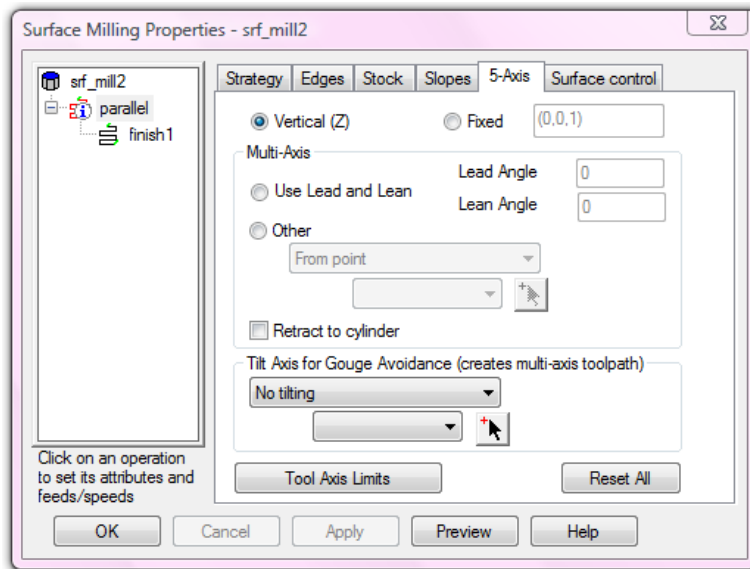 Surface Milling Properties - srf_mill2
srf_mill2
parallel
finish1
Click on an operation
to set its attributes and
feeds/speeds
Strategy Edges Stock Slopes 5-Axis Surface control
Vertical (Z) Fixed (0,0,1)
Multi-Axis
Lead Angle 0
Use Lead and Lean
Lean Angle 0
Other
From point
Retract to cylinder
Tilt Axis for Gouge Avoidance (creates multi-axis toolpath)
No tilting
Tool Axis Limits Reset All
OK Cancel Apply Preview Help